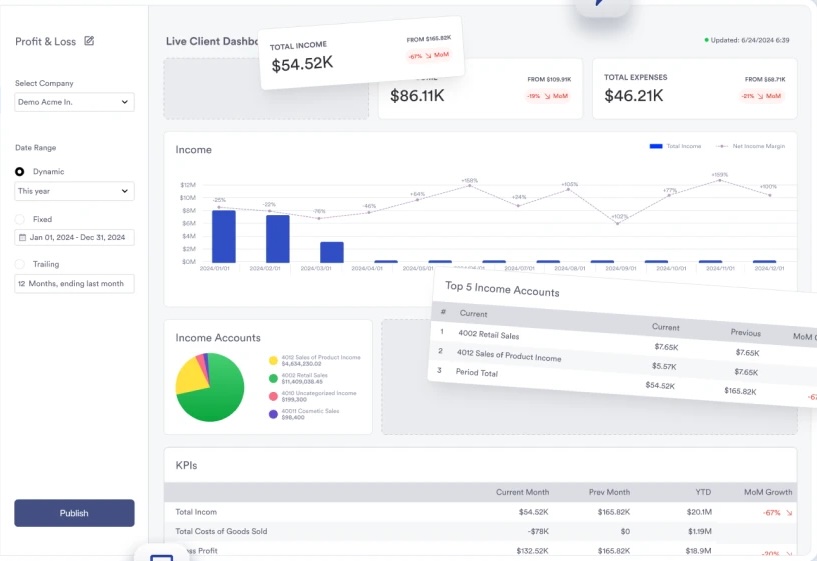 Profit & Loss
Select Company
Demo Acme In.
Date Range
Dynamic
This year
Fixed
Jan 01, 2024 - Dec 31, 2024
Trailing
12 Months, ending last month
Publish
Live Client Dashbo
Updated: 6/24/2024 6:39
TOTAL INCOME
FROM $165.82K
$54.52K
-67% MoM
FROM $109.91K
$86.11K
-19% MoM
TOTAL EXPENSES
FROM $58.71K
$46.21K
-21% MoM
Income
Total Income
Net Income Margin
$12M
$10M
$8M
$6M
$4M
$2M
$0M
-25%
-22%
-76%
-46%
+64%
+158%
+24%
+103%
+102%
+77%
+159%
+100%
2024/01/01
2024/02/01
2024/03/01
2024/04/01
2024/05/01
2024/07/01
2024/08/01
2024/09/01
2024/10/01
2024/11/01
2024/12/01
Top 5 Income Accounts
# Current Current Previous MoM G
1 4002 Retail Sales $7.65K $7.65K
2 4012 Sales of Product Income $5.57K $7.65K
3 Period Total $54.52K $165.82K -67
Income Accounts
4012 Sales of Product Income
$4,634,230.02
4002 Retail Sales
$11,409,038.45
4010 Uncategorized Income
$199,300
40011 Cosmetic Sales
$98,400
KPIs
Current Month Prev Month YTD MoM Growth
Total Incom $54.52K $165.82K $20.1M -67%
Total Costs of Goods Sold -$78K $0 $1.19M
oss Profit $132.52K $165.82K $18.9M -20%